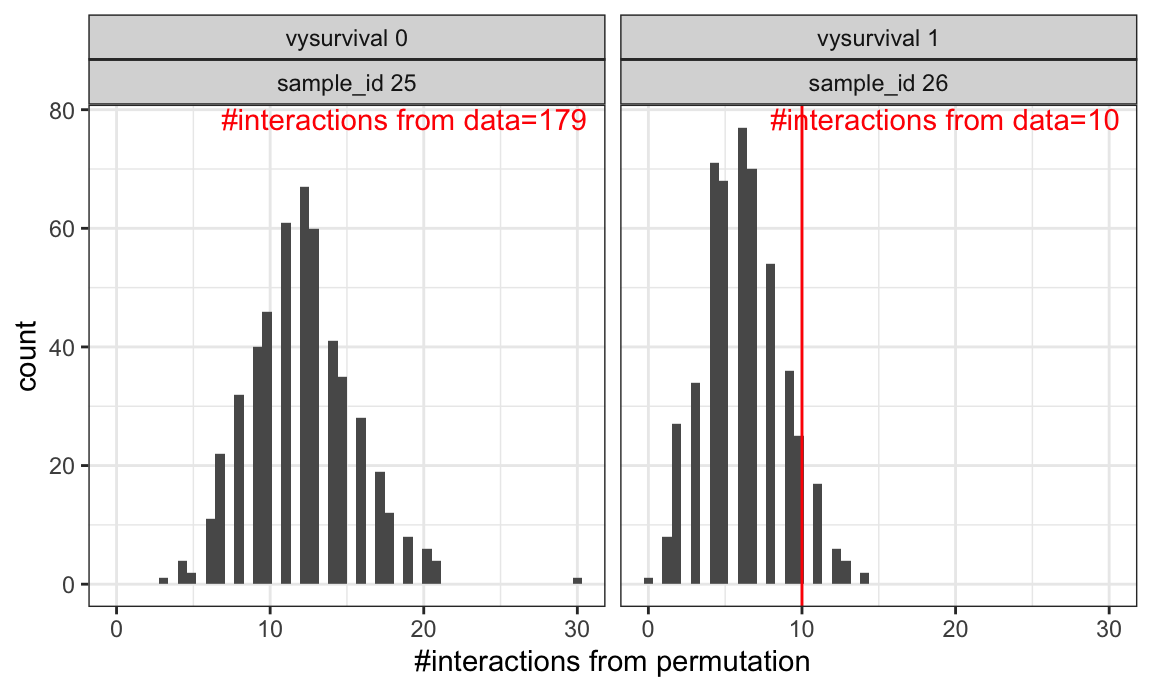 vysurvival 0
vysurvival 1
sample_id 25
sample_id 26
#interactions from data=179
#interactions from data=10
80
60
40
20
0
count
0 10 20 30
0 10 20 30
#interactions from permutation